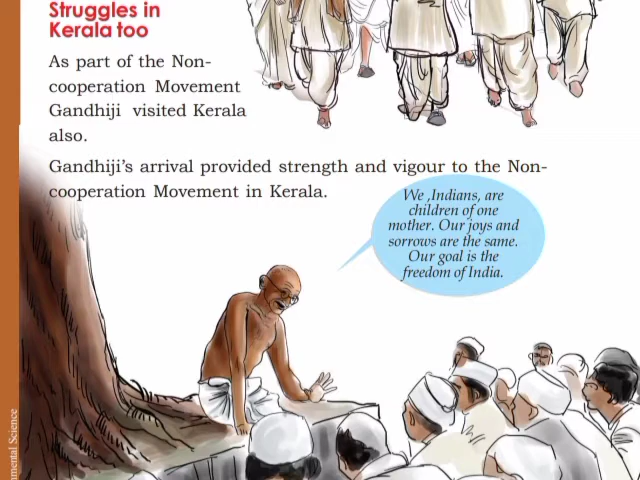 Struggles in
Kerala too
As part of the Non-
cooperation Movement
Gandhiji visited Kerala
also.
Gandhiji's arrival provided strength and vigour to the Non-
cooperation Movement in Kerala.
We ,Indians, are
children of one
mother. Our joys and
sorrows are the same.
Our goal is the
freedom of India.
mental Science